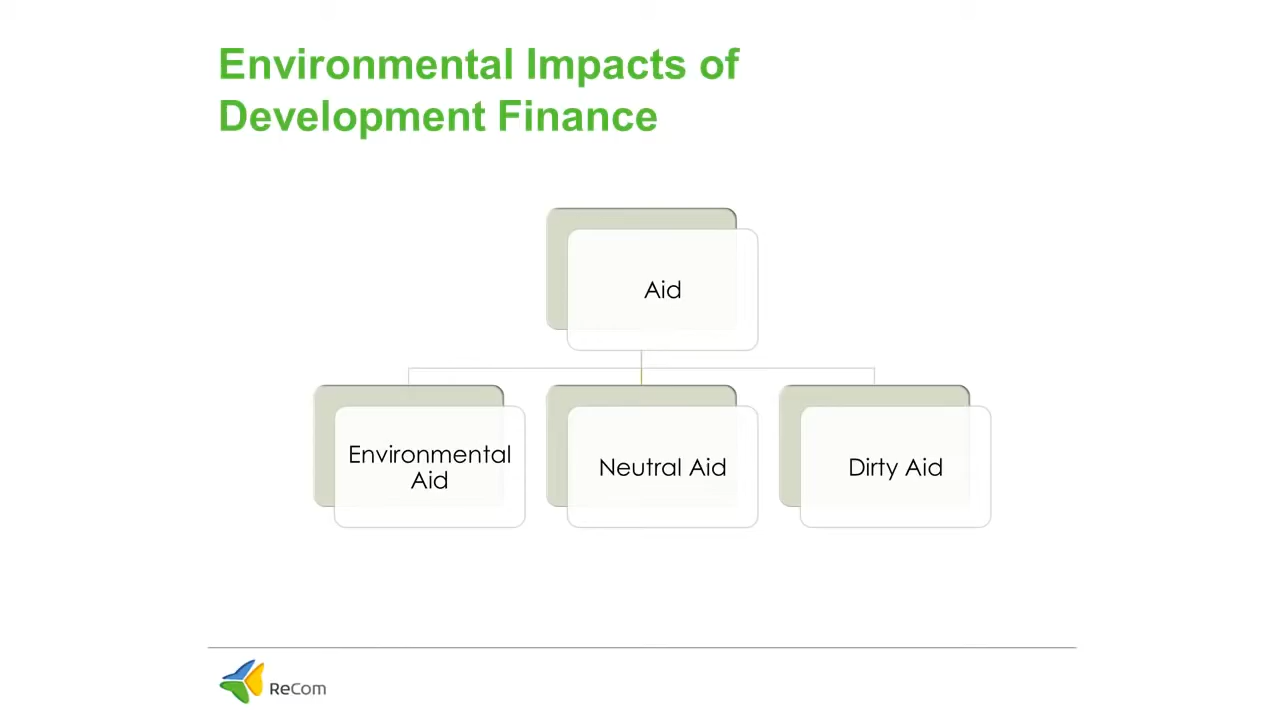 Environmental Impacts of
Development Finance
Aid
Environmental
Aid
Neutral Aid
Dirty Aid
ReCom